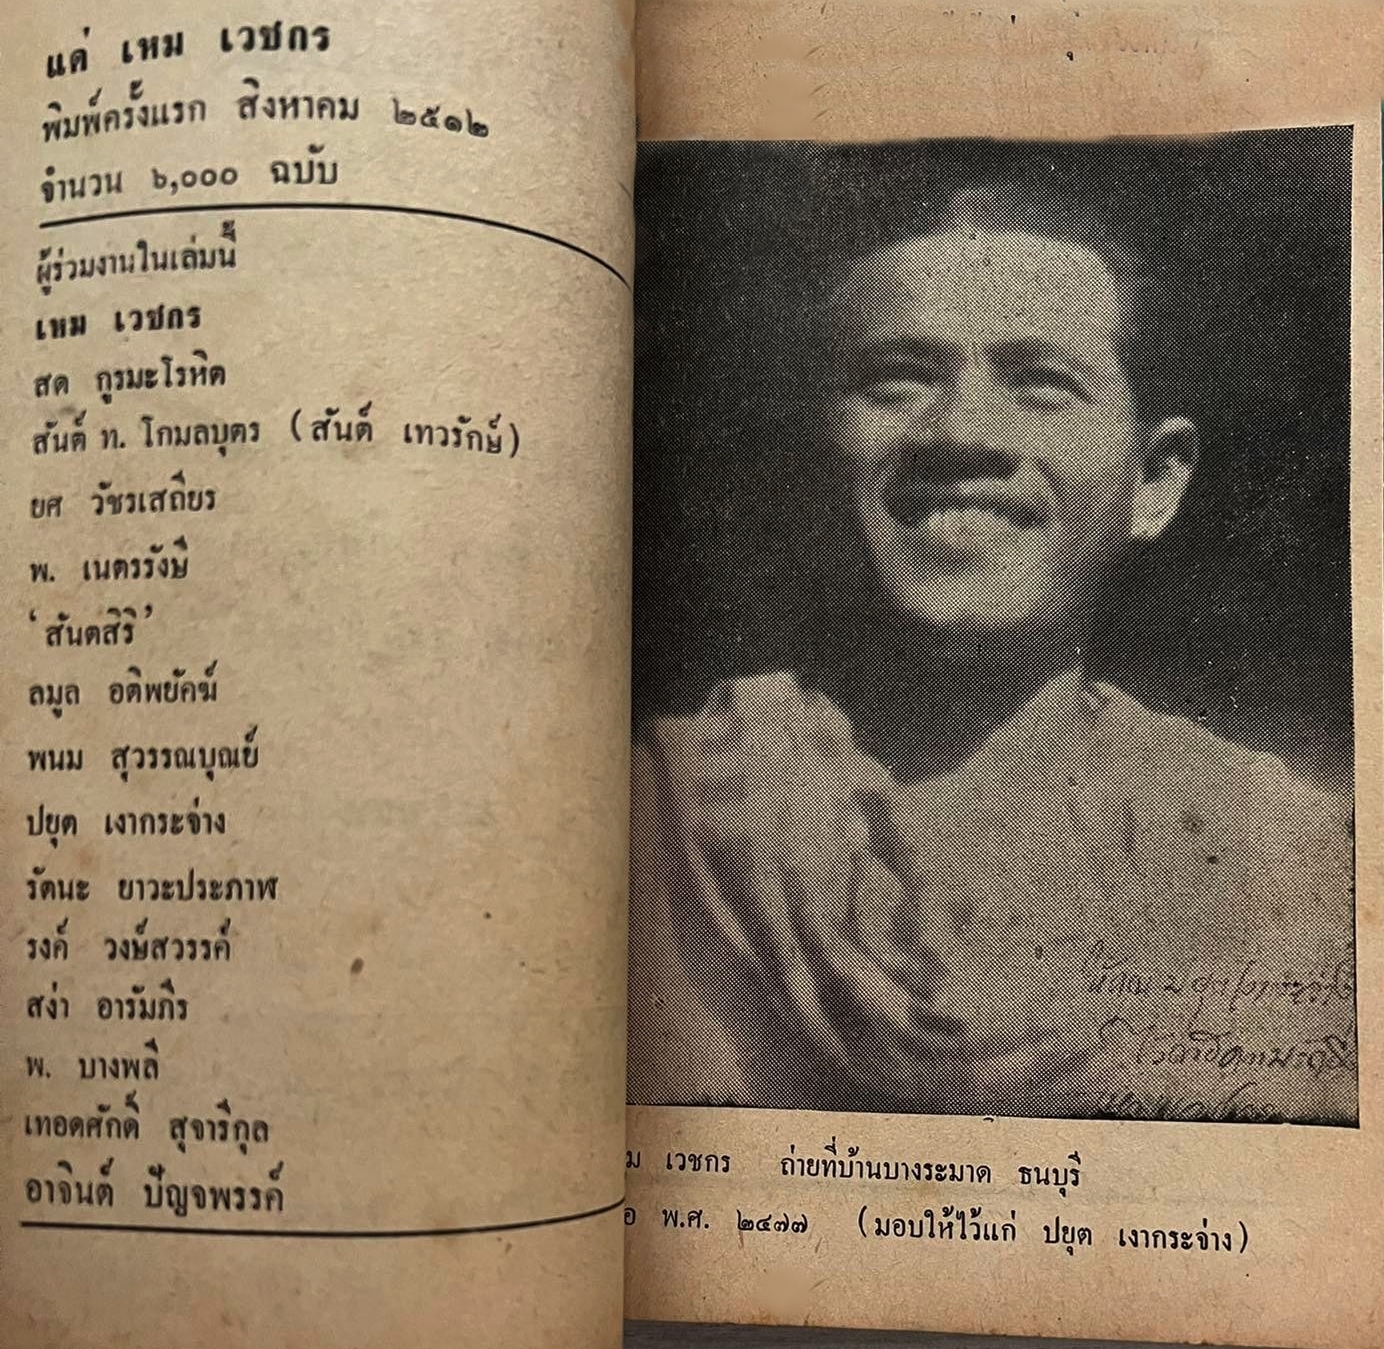 แด่ เหม เวชกร
พิมพ์ครั้งแรก สิงหาคม ๒๕๑๒
จำนวน ๖,๐๐๐ ฉบับ
ผู้ร่วมงานในเล่มนี้
เหม เวชกร
สด กูรมะโรหิต
สันต์ ท. โกมลบุตร (สันต์ เทวรักษ์)
ยศ วัชรเสถียร
พ. เนตรรังษี
'สันตสิริ'
ลมูล อติพยัคฆ์
พนม สุวรรณบุณย์
ปยุต เงากระจ่าง
รัตนะ ยาวะประภาษ
รงค์ วงษ์สวรรค์
สง่า อารัมภีร
พ. บางพลี
เทอดศักดิ์ สุจารีกุล
อาจินต์ ปัญจพรรค์
ม เวชกร ถ่ายที่บ้านบางระมาด ธนบุรี
อ พ.ศ. ๒๔๗๗ (มอบให้ไว้แก่ ปยุต เงากระจ่าง)